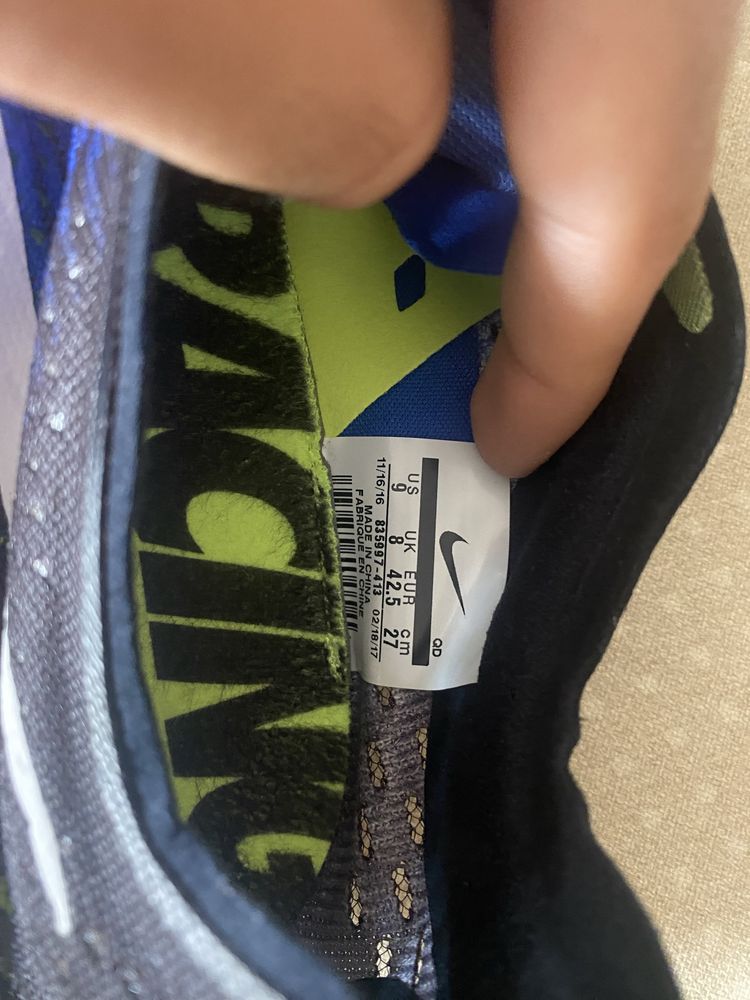 RACING
QD
US UK EUR cm
9 8 42.5 27
11/16/16 835997-413 02/18/17
MADE IN CHINA
FABRIQUE EN CHINE